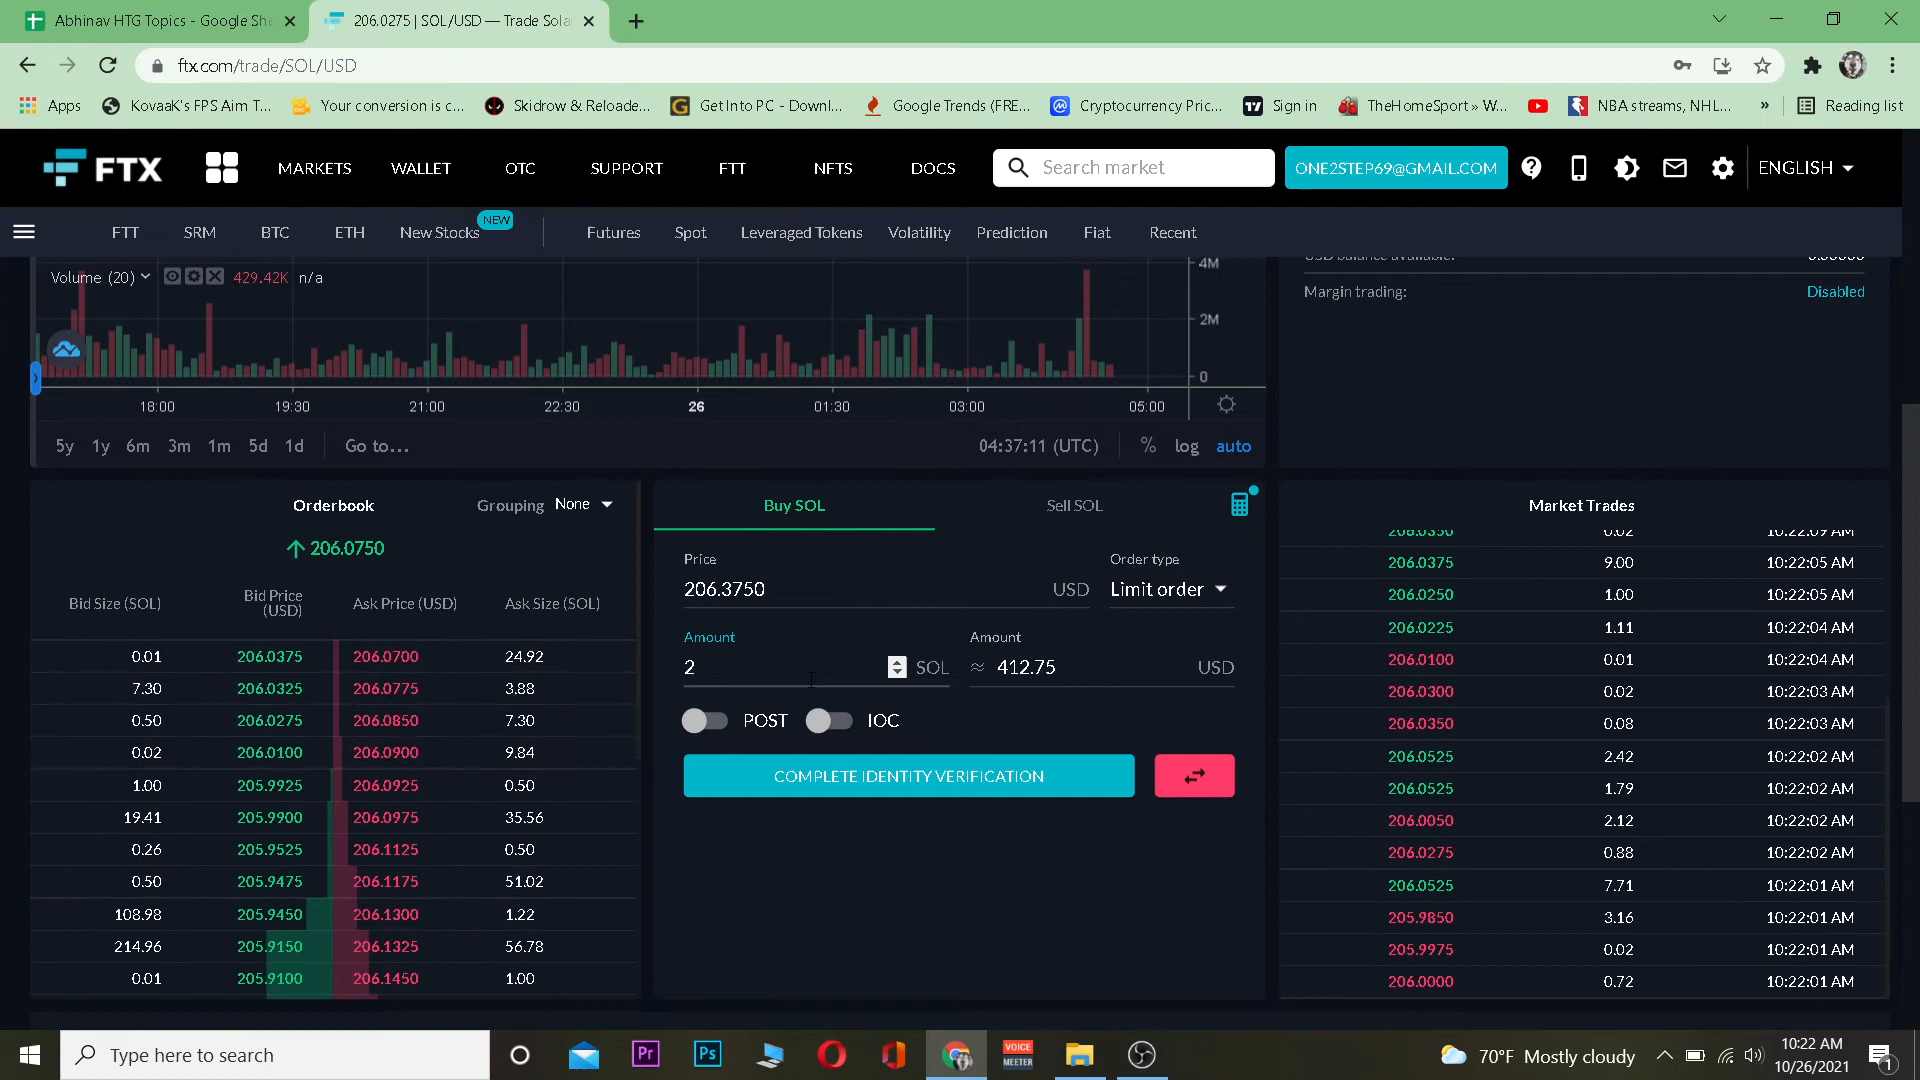 Abhinav HTG Topics - Google She
206.0275 | SOL/USD — Trade Sola
ftx.com/trade/SOL/USD
Apps
KovaaK's FPS Aim T...
Your conversion is c...
Skidrow & Reloade...
Get Into PC - Downl...
Google Trends (FRE...
Cryptocurrency Pric...
Sign in
TheHomeSport » W...
NBA streams, NHL...
»
Reading list
FTX
MARKETS
WALLET
OTC
SUPPORT
FTT
NFTS
DOCS
Search market
ONE2STEP69@GMAIL.COM
ENGLISH
FTT
SRM
BTC
ETH
New Stocks
NEW
Futures
Spot
Leveraged Tokens
Volatility
Prediction
Fiat
Recent
Volume (20)
429.42K n/a
4M
2M
0
18:00 19:30 21:00 22:30 26 01:30 03:00 05:00
5y 1y 6m 3m 1m 5d 1d Go to...
04:37:11 (UTC) % log auto
USD balance available:
Margin trading: Disabled
Orderbook
Grouping None
206.0750
Bid Size (SOL) Bid Price (USD) Ask Price (USD) Ask Size (SOL)
0.01 206.0375 206.0700 24.92
7.30 206.0325 206.0775 3.88
0.50 206.0275 206.0850 7.30
0.02 206.0100 206.0900 9.84
1.00 205.9925 206.0925 0.50
19.41 205.9900 206.0975 35.56
0.26 205.9525 206.1125 0.50
0.50 205.9475 206.1175 51.02
108.98 205.9450 206.1300 1.22
214.96 205.9150 206.1325 56.78
0.01 205.9100 206.1450 1.00
Buy SOL
Sell SOL
Price
206.3750 USD
Order type
Limit order
Amount
2 SOL
Amount
≈ 412.75 USD
POST
IOC
COMPLETE IDENTITY VERIFICATION
Market Trades
206.0350 0.02 10:22:09 AM
206.0375 9.00 10:22:05 AM
206.0250 1.00 10:22:05 AM
206.0225 1.11 10:22:04 AM
206.0100 0.01 10:22:04 AM
206.0300 0.02 10:22:03 AM
206.0350 0.08 10:22:03 AM
206.0525 2.42 10:22:02 AM
206.0525 1.79 10:22:02 AM
206.0050 2.12 10:22:02 AM
206.0275 0.88 10:22:02 AM
206.0525 7.71 10:22:01 AM
205.9850 3.16 10:22:01 AM
205.9975 0.02 10:22:01 AM
206.0000 0.72 10:22:01 AM
Type here to search
Pr
Ps
VOICE
MEETER
70°F Mostly cloudy
10:22 AM
10/26/2021
1